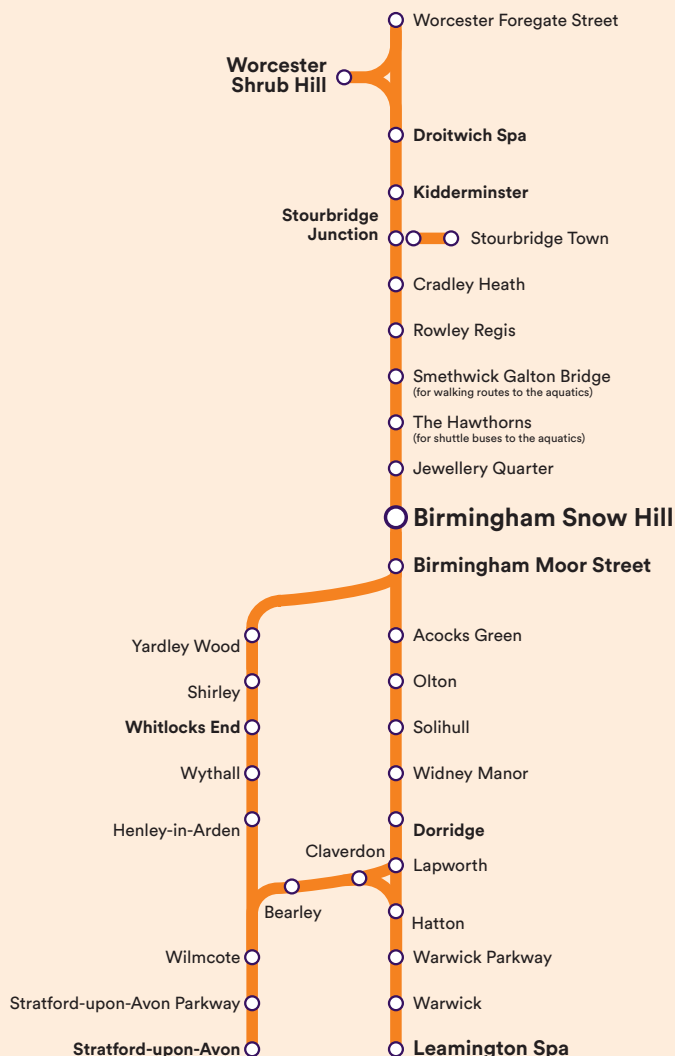 Worcester Foregate Street
Worcester
Shrub Hill
Droitwich Spa
Kidderminster
Stourbridge
Junction
Stourbridge Town
Cradley Heath
Rowley Regis
Smethwick Galton Bridge
(for walking routes to the aquatics)
The Hawthorns
(for shuttle buses to the aquatics)
Jewellery Quarter
Birmingham Snow Hill
Birmingham Moor Street
Yardley Wood
Acocks Green
Shirley
Olton
Whitlocks End
Solihull
Wythall
Widney Manor
Henley-in-Arden
Dorridge
Claverdon
Lapworth
Bearley
Hatton
Wilmcote
Warwick Parkway
Stratford-upon-Avon Parkway
Warwick
Stratford-upon-Avon
Leamington Spa